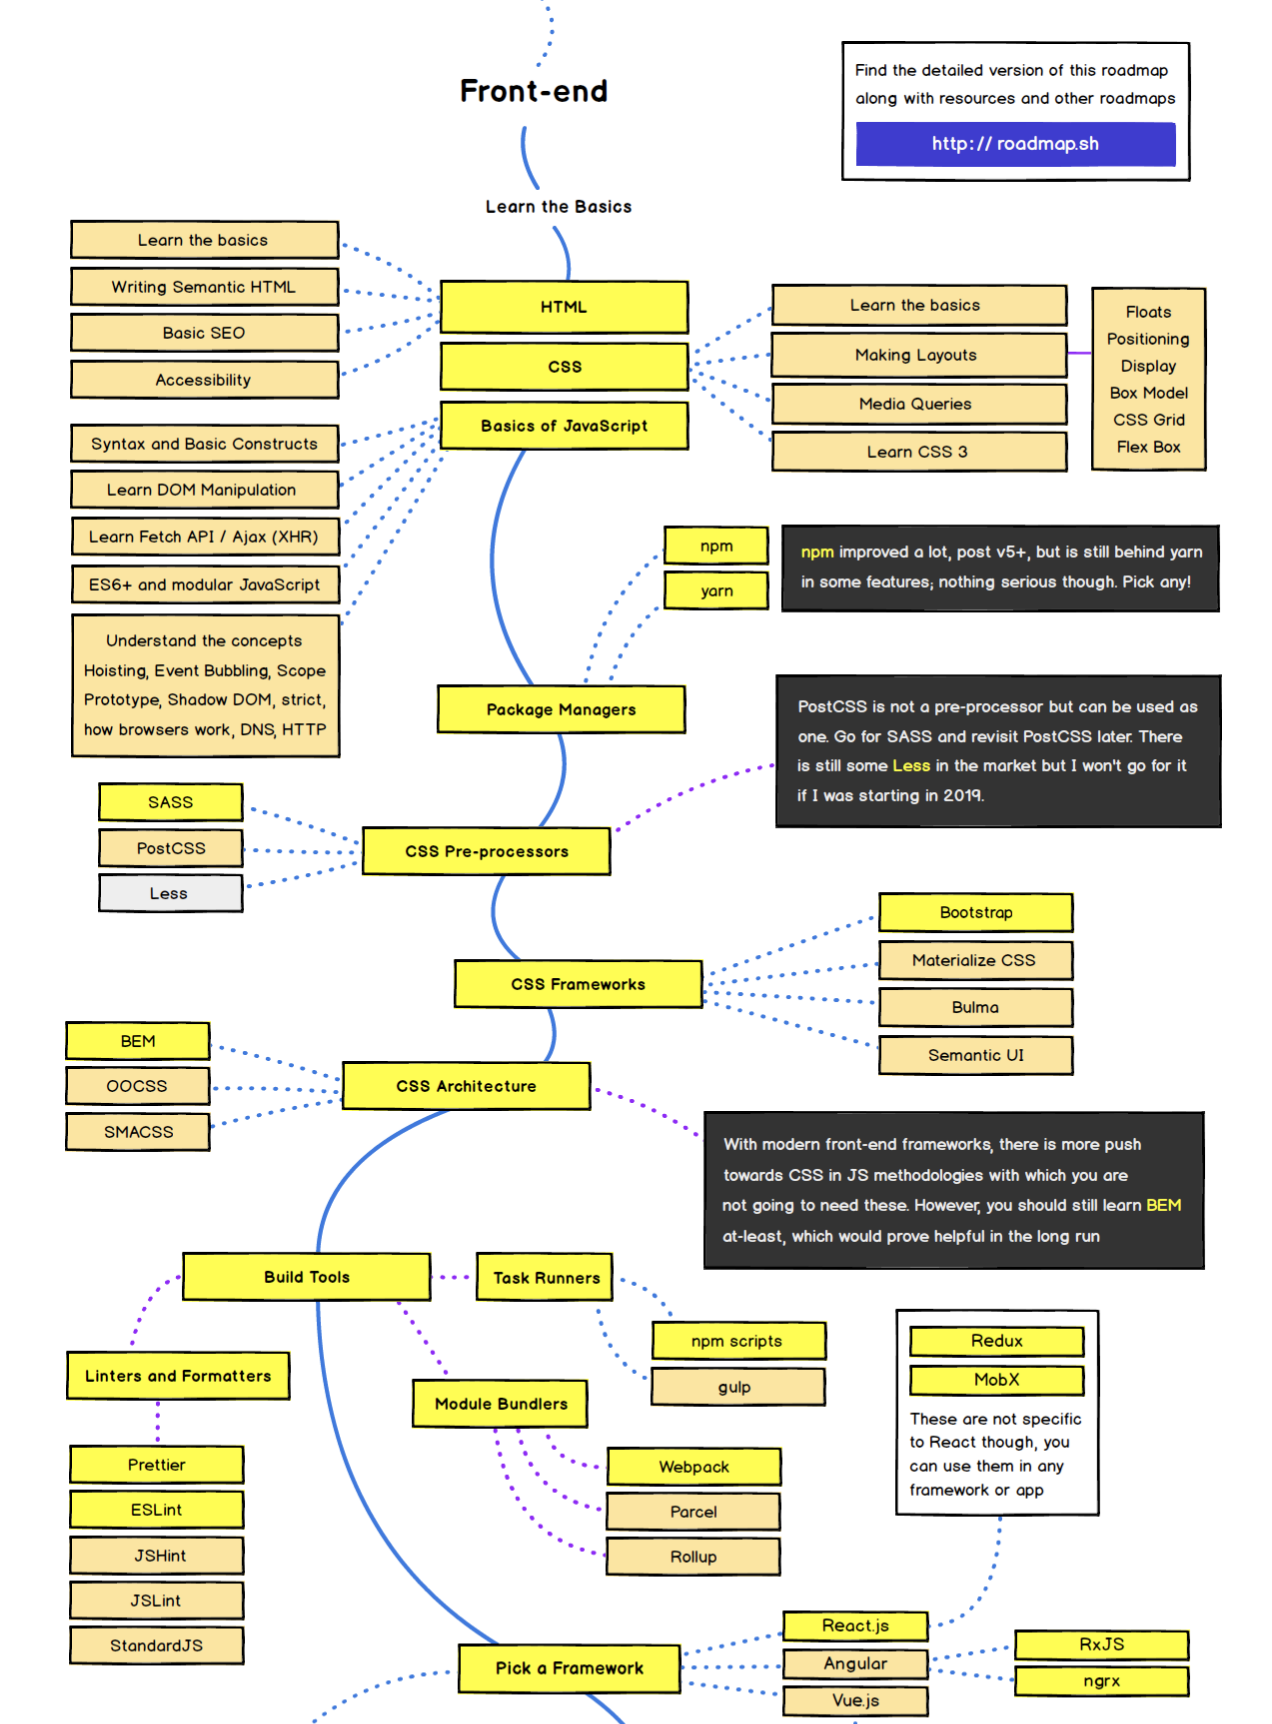 Front-end
Find the detailed version of this roadmap
along with resources and other roadmaps
http:// roadmap.sh
Learn the Basics
Learn the basics
Writing Semantic HTML
Basic SEO
Accessibility
HTML
CSS
Basics of JavaScript
Learn the basics
Making Layouts
Media Queries
Learn CSS 3
Floats
Positioning
Display
Box Model
CSS Grid
Flex Box
Syntax and Basic Constructs
Learn DOM Manipulation
Learn Fetch API / Ajax (XHR)
ES6+ and modular JavaScript
Understand the concepts
Hoisting, Event Bubbling, Scope
Prototype, Shadow DOM, strict,
how browsers work, DNS, HTTP
npm
yarn
npm improved a lot, post v5+, but is still behind yarn
in some features; nothing serious though. Pick any!
Package Managers
PostCSS is not a pre-processor but can be used as
one. Go for SASS and revisit PostCSS later. There
is still some Less in the market but I won't go for it
if I was starting in 2019.
SASS
PostCSS
Less
CSS Pre-processors
Bootstrap
Materialize CSS
Bulma
Semantic UI
CSS Frameworks
BEM
OOCSS
SMACSS
CSS Architecture
With modern front-end frameworks, there is more push
towards CSS in JS methodologies with which you are
not going to need these. However, you should still learn BEM
at-least, which would prove helpful in the long run
Build Tools
Task Runners
npm scripts
gulp
Linters and Formatters
Module Bundlers
Prettier
ESLint
JSHint
JSLint
StandardJS
Webpack
Parcel
Rollup
Redux
MobX
These are not specific
to React though, you
can use them in any
framework or app
Pick a Framework
React.js
Angular
Vue.js
RxJS
ngrx